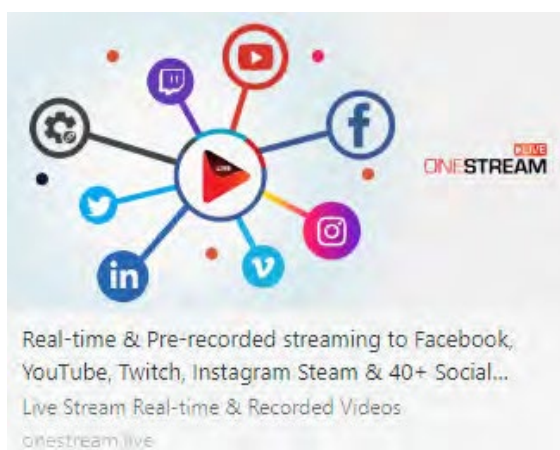 LIVE
ONESTREAM
LIVE
in
Real-time & Pre-recorded streaming to Facebook,
YouTube, Twitch, Instagram Steam & 40+ Social...
Live Stream Real-time & Recorded Videos
onestream.live